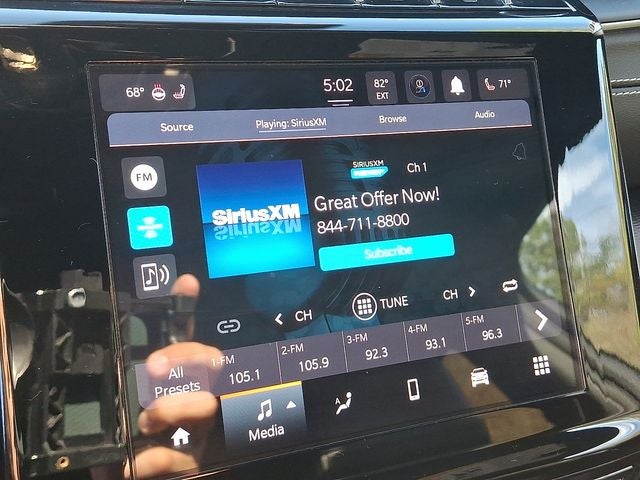 68° 5:02 82° EXT 71°
Source Playing: SiriusXM Browse Audio
FM
SIRIUSXM
Ch 1
SiriusXM
Great Offer Now!
844-711-8800
Subscribe
CH TUNE CH
All Presets
1-FM 105.1
2-FM 105.9
3-FM 92.3
4-FM 93.1
5-FM 96.3
Media
A